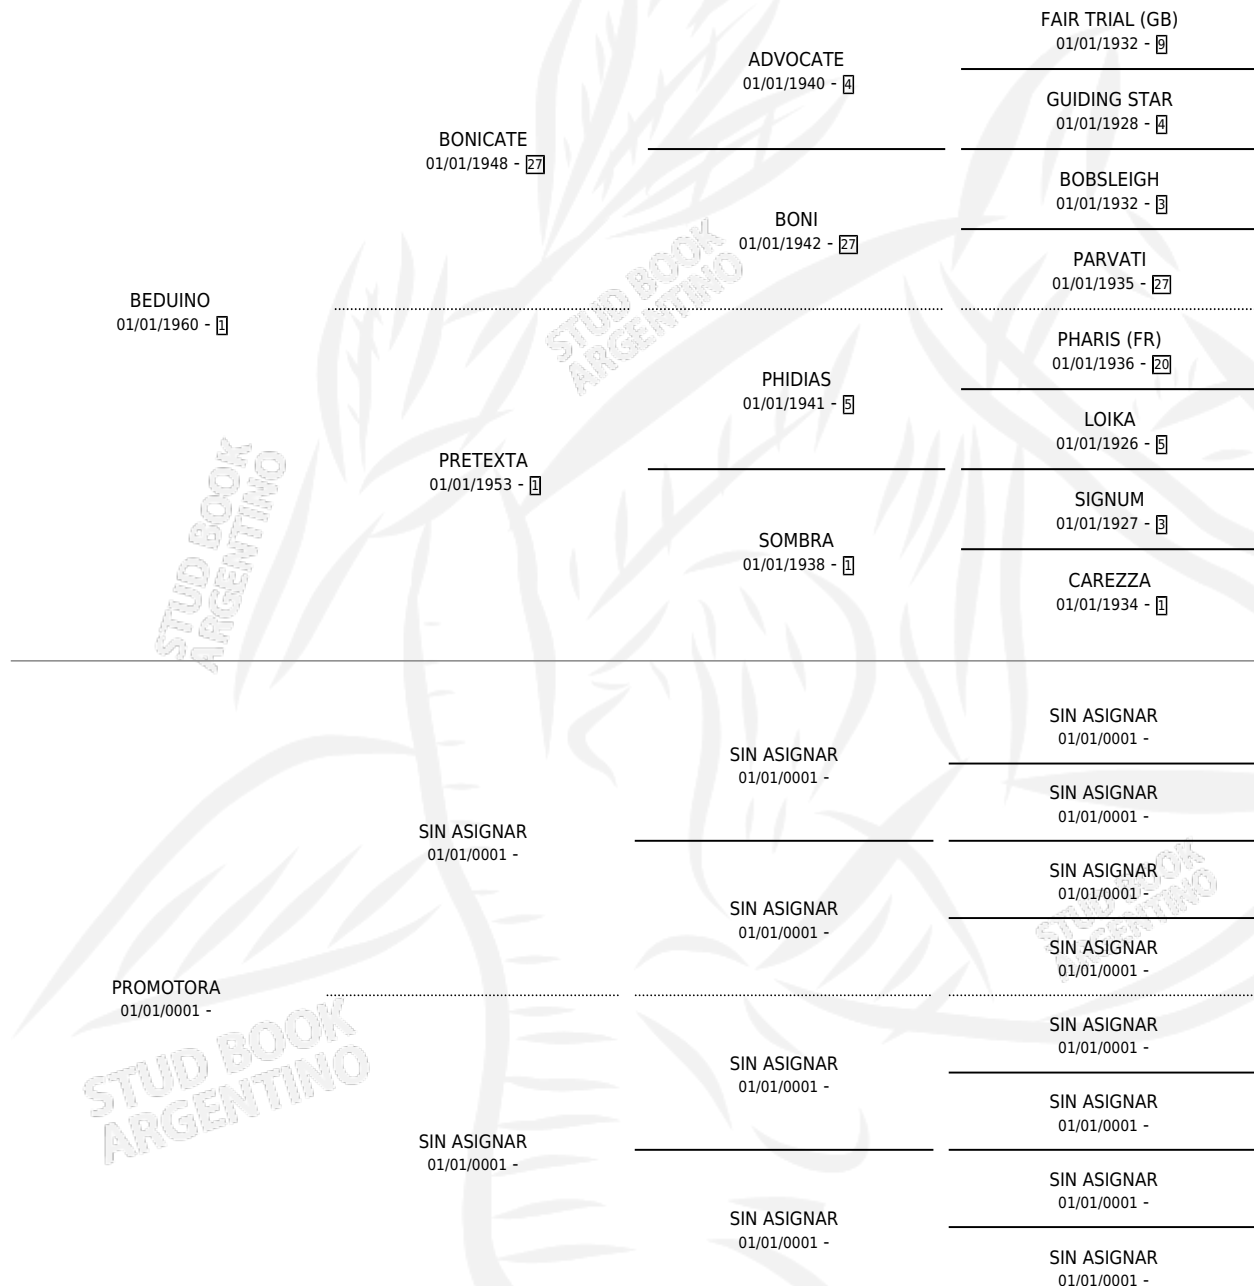 FAIR TRIAL (GB)
01/01/1932 - 9
ADVOCATE
01/01/1940 - 4
GUIDING STAR
01/01/1928 - 4
BONICATE
01/01/1948 - 27
BOBSLEIGH
01/01/1932 - 3
BONI
01/01/1942 - 27
PARVATI
01/01/1935 - 27
BEDUINO
01/01/1960 - 1
STUD BOOK
ARGENTINO
PHARIS (FR)
01/01/1936 - 20
PHIDIAS
01/01/1941 - 5
LOIKA
01/01/1926 - 5
PRETEXTA
01/01/1953 - 1
SIGNUM
01/01/1927 - 3
SOMBRA
01/01/1938 - 1
CAREZZA
01/01/1934 - 1
STUD BOOK
ARGENTINO
SIN ASIGNAR
01/01/0001 -
SIN ASIGNAR
01/01/0001 -
SIN ASIGNAR
01/01/0001 -
SIN ASIGNAR
01/01/0001 -
SIN ASIGNAR
01/01/0001 -
SIN ASIGNAR
01/01/0001 -
SIN ASIGNAR
01/01/0001 -
STUD BOOK
ARGENTINO
PROMOTORA
01/01/0001 -
STUD BOOK
ARGENTINO
SIN ASIGNAR
01/01/0001 -
SIN ASIGNAR
01/01/0001 -
SIN ASIGNAR
01/01/0001 -
SIN ASIGNAR
01/01/0001 -
SIN ASIGNAR
01/01/0001 -
SIN ASIGNAR
01/01/0001 -
SIN ASIGNAR
01/01/0001 -